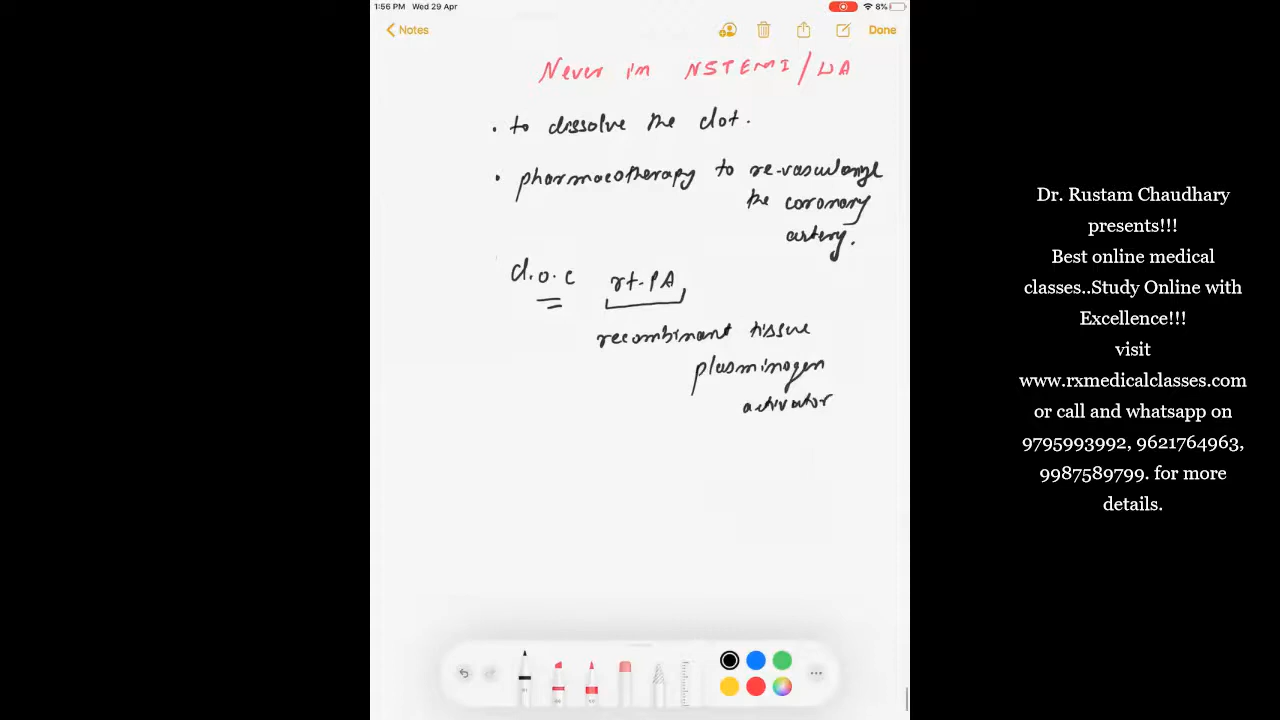 1:56 PM Wed 29 Apr
8%
Notes
Done
Never in NSTEMI/UA
• to dissolve the clot.
• pharmacotherapy to re-vascularize
the coronary
artery.
d.o.c rt-PA
recombinant tissue
plasminogen
activator
Dr. Rustam Chaudhary
presents!!!
Best online medical
classes..Study Online with
Excellence!!!
visit
www.rxmedicalclasses.com
or call and whatsapp on
9795993992, 9621764963,
9987589799. for more
details.